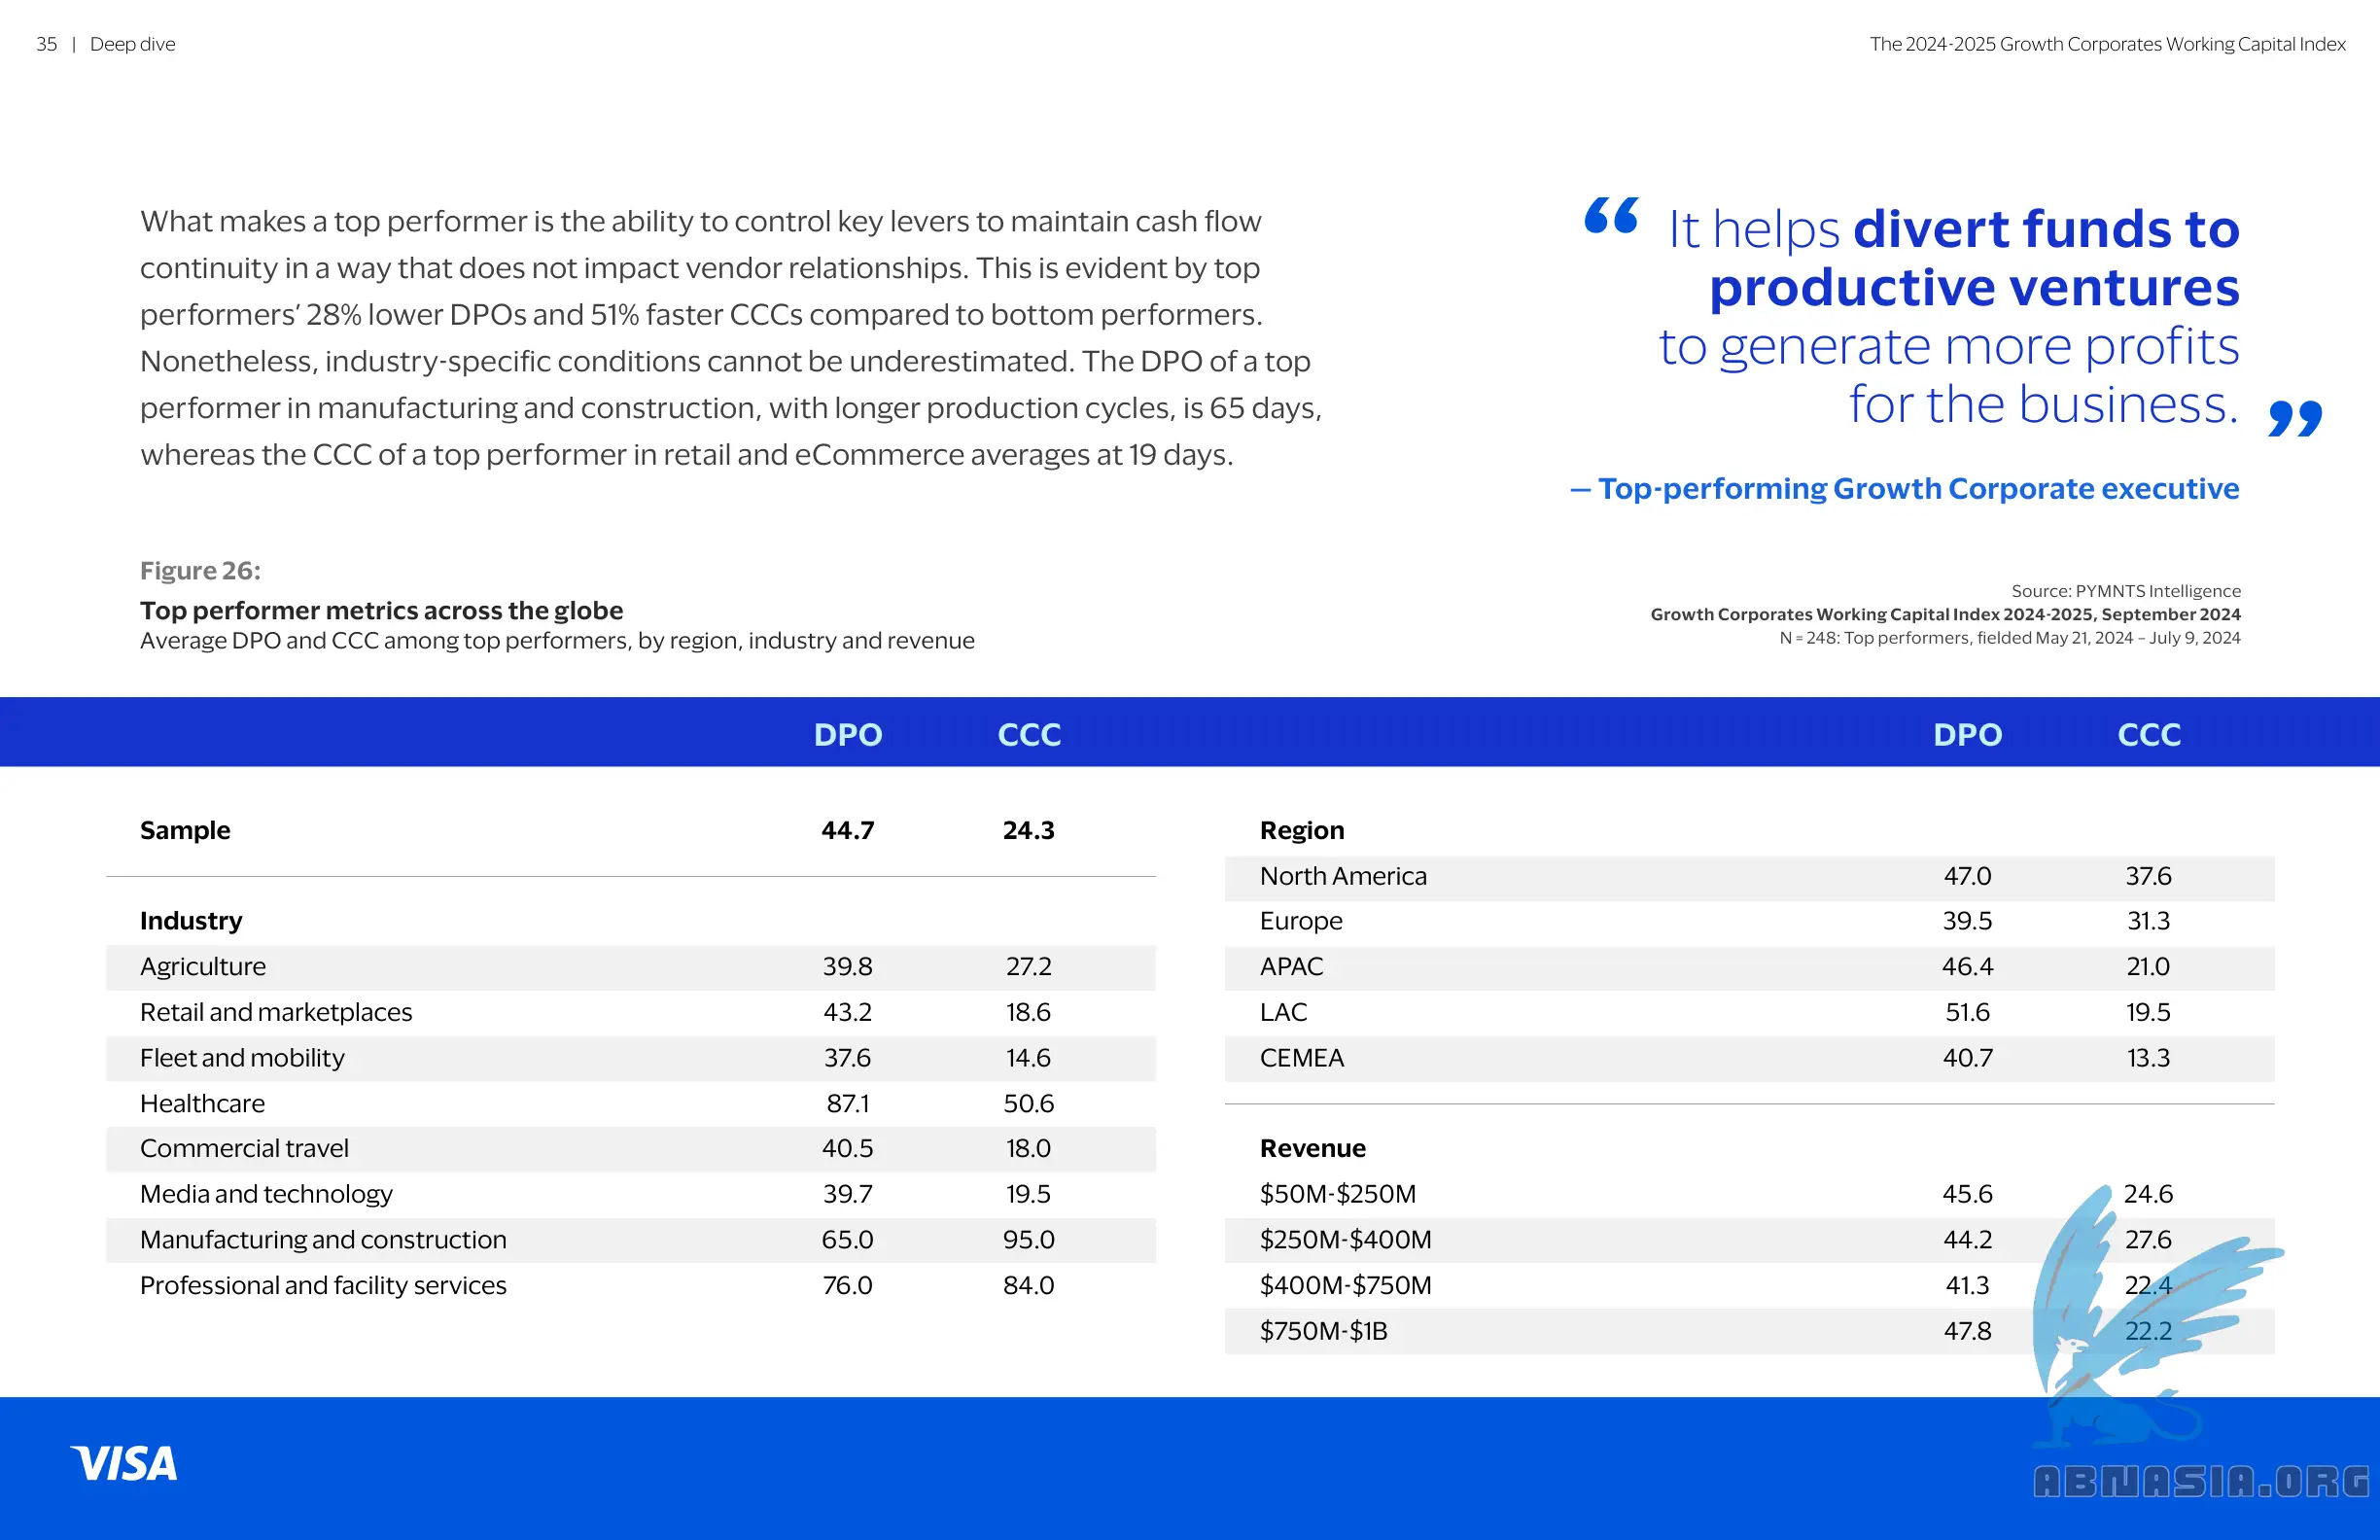 35 | Deep dive
The 2024-2025 Growth Corporates Working Capital Index
What makes a top performer is the ability to control key levers to maintain cash flow
continuity in a way that does not impact vendor relationships. This is evident by top
performers’ 28% lower DPOs and 51% faster CCCs compared to bottom performers.
Nonetheless, industry-specific conditions cannot be underestimated. The DPO of a top
performer in manufacturing and construction, with longer production cycles, is 65 days,
whereas the CCC of a top performer in retail and eCommerce averages at 19 days.
“ It helps divert funds to
productive ventures
to generate more profits
for the business. ”
— Top-performing Growth Corporate executive
Figure 26:
Top performer metrics across the globe
Average DPO and CCC among top performers, by region, industry and revenue
Source: PYMNTS Intelligence
Growth Corporates Working Capital Index 2024-2025, September 2024
N = 248: Top performers, fielded May 21, 2024 – July 9, 2024
DPO CCC
Sample 44.7 24.3
Industry
Agriculture 39.8 27.2
Retail and marketplaces 43.2 18.6
Fleet and mobility 37.6 14.6
Healthcare 87.1 50.6
Commercial travel 40.5 18.0
Media and technology 39.7 19.5
Manufacturing and construction 65.0 95.0
Professional and facility services 76.0 84.0
DPO CCC
Region
North America 47.0 37.6
Europe 39.5 31.3
APAC 46.4 21.0
LAC 51.6 19.5
CEMEA 40.7 13.3
Revenue
$50M-$250M 45.6 24.6
$250M-$400M 44.2 27.6
$400M-$750M 41.3 22.4
$750M-$1B 47.8 22.2
VISA
ABNASIA.ORG